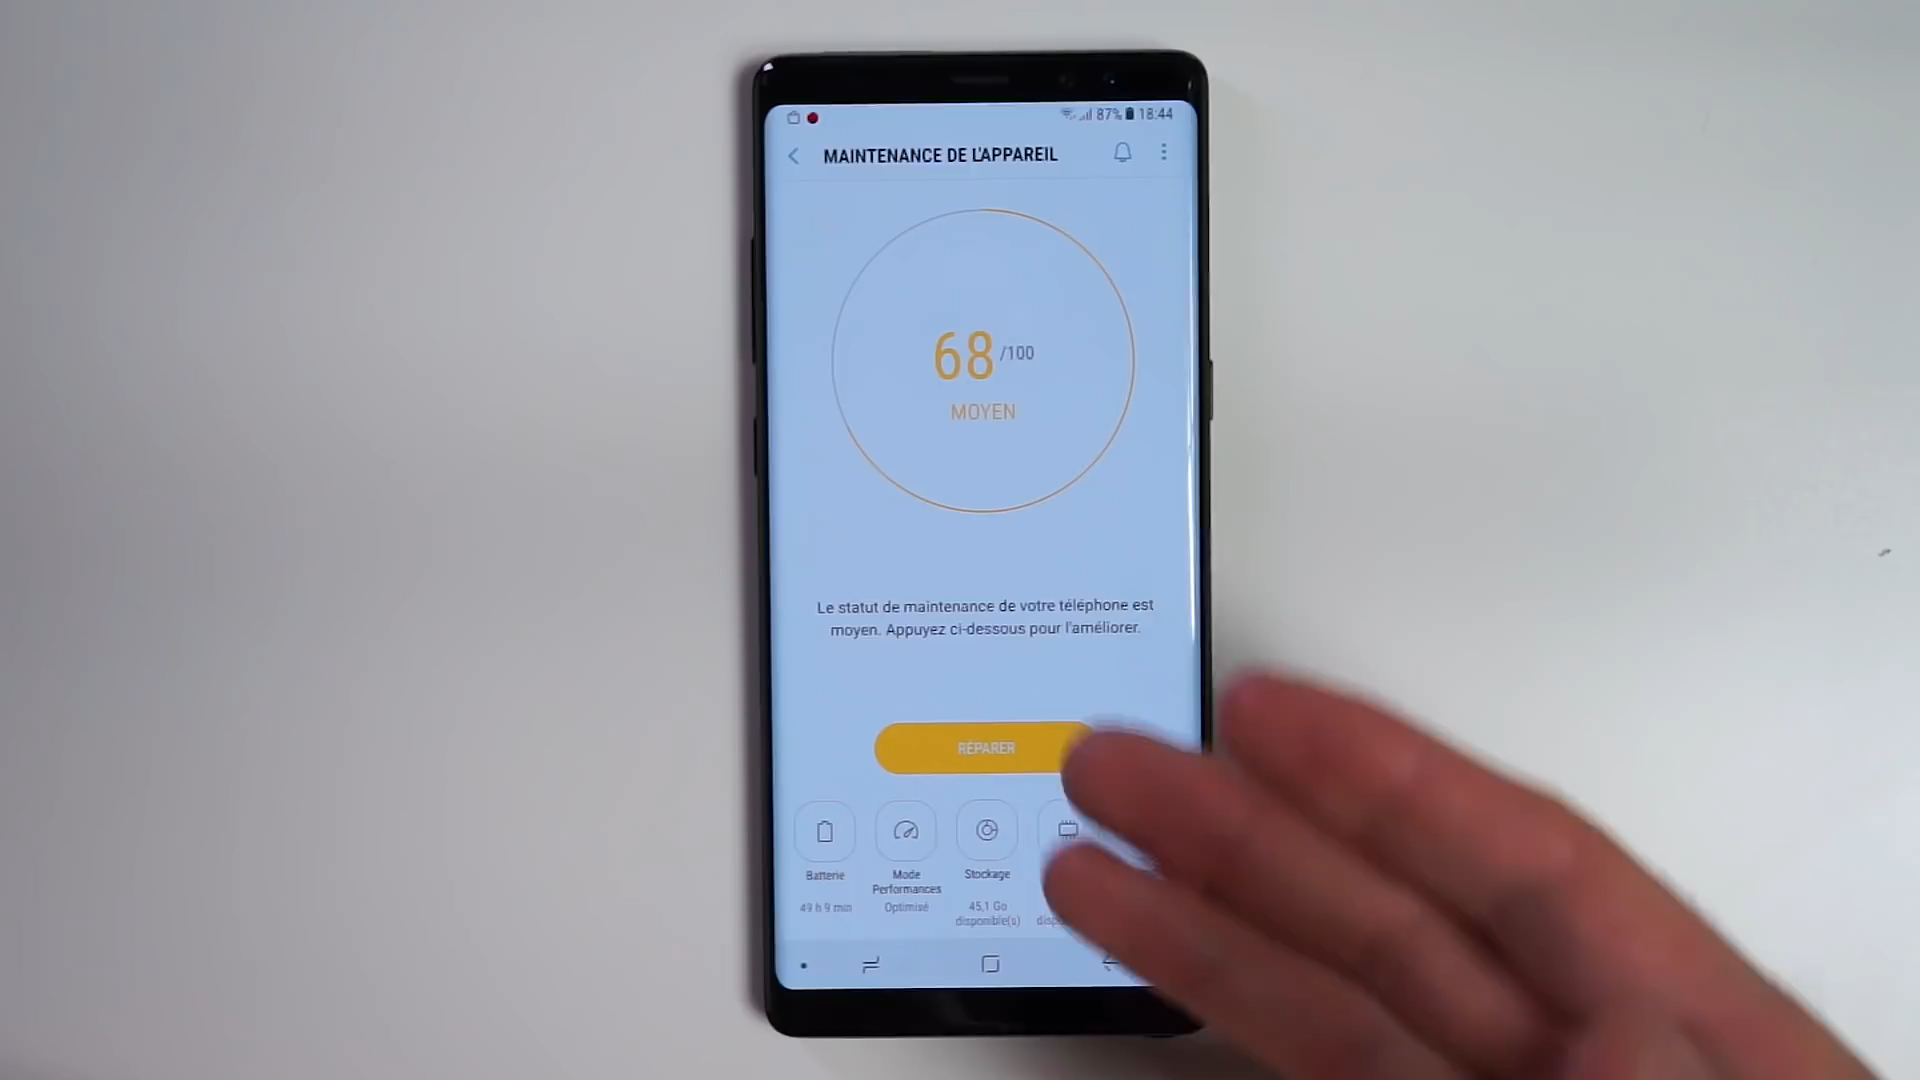 87% 18:44
MAINTENANCE DE L'APPAREIL
68 /100
MOYEN
Le statut de maintenance de votre téléphone est
moyen. Appuyez ci-dessous pour l'améliorer.
RÉPARER
Batterie
Mode
Performances
Stockage
49 h 9 min
Optimisé
45,1 Go
disponible(s)